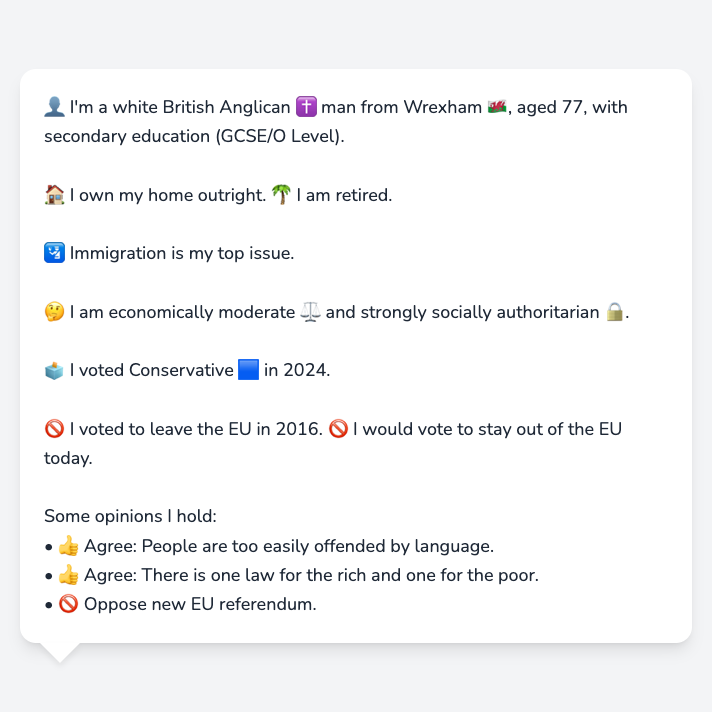 👤 I'm a white British Anglican ✝️ man from Wrexham 🏴󠁧󠁢󠁷󠁬󠁳󠁿, aged 77, with
secondary education (GCSE/O Level).
🏠 I own my home outright. 🌴 I am retired.
🛂 Immigration is my top issue.
🤔 I am economically moderate ⚖️ and strongly socially authoritarian 🔒.
🗳️ I voted Conservative 🟦 in 2024.
🚫 I voted to leave the EU in 2016. 🚫 I would vote to stay out of the EU
today.
Some opinions I hold:
• 👍 Agree: People are too easily offended by language.
• 👍 Agree: There is one law for the rich and one for the poor.
• 🚫 Oppose new EU referendum.